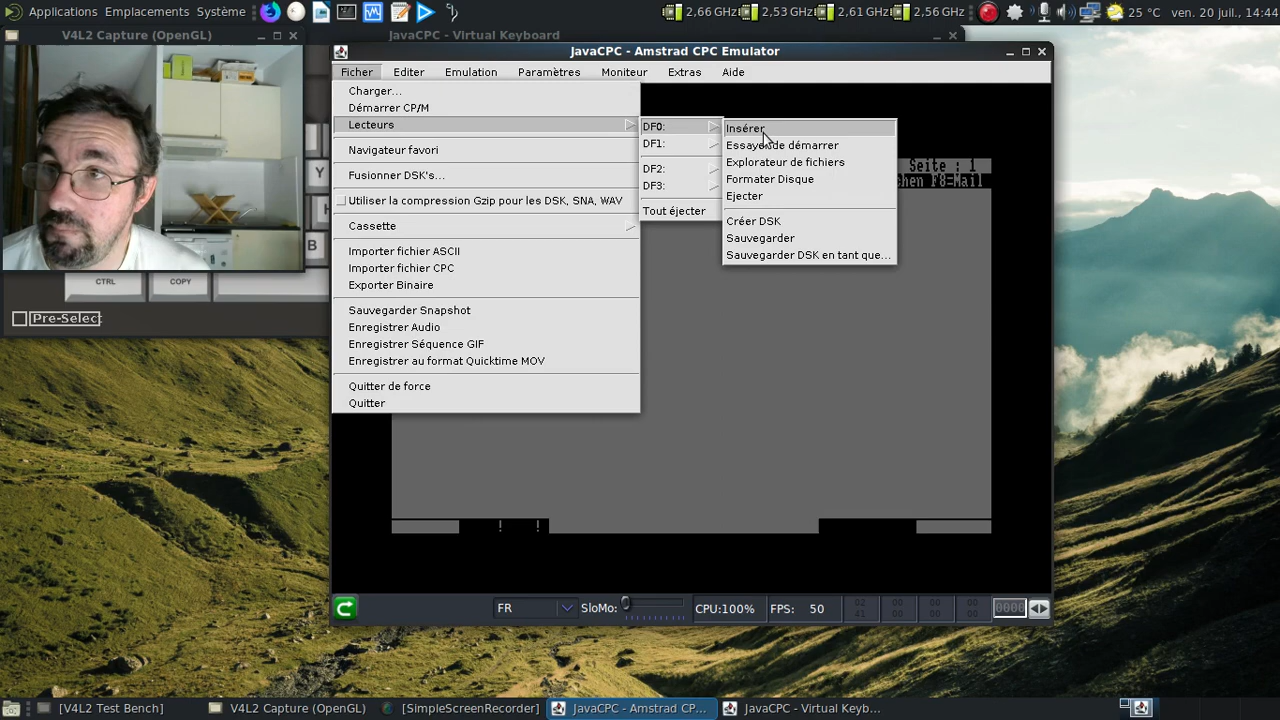 Applications Emplacements Système
2,66 GHz 2,53 GHz 2,61 GHz 2,56 GHz 25 °C ven. 20 juil., 14:44
V4L2 Capture (OpenGL)
JavaCPC - Virtual Keyboard
JavaCPC - Amstrad CPC Emulator
Ficher Editer Emulation Paramètres Moniteur Extras Aide
Charger...
Démarrer CP/M
Lecteurs
Navigateur favori
Fusionner DSK's...
Utiliser la compression Gzip pour les DSK, SNA, WAV
Cassette
Importer fichier ASCII
Importer fichier CPC
Exporter Binaire
Sauvegarder Snapshot
Enregistrer Audio
Enregistrer Séquence GIF
Enregistrer au format Quicktime MOV
Quitter de force
Quitter
DF0:
DF1:
DF2:
DF3:
Tout éjecter
Insérer
Essayer de démarrer
Explorateur de fichiers
Formater Disque
Ejecter
Créer DSK
Sauvegarder
Sauvegarder DSK en tant que...
Seite : 1
F8=Mail
Y
H
B
CTRL COPY
Pre-Select
! !
FR SloMo: CPU:100% FPS: 50 0000
[V4L2 Test Bench] V4L2 Capture (OpenGL) [SimpleScreenRecorder] JavaCPC - Amstrad CP... JavaCPC - Virtual Keyb...